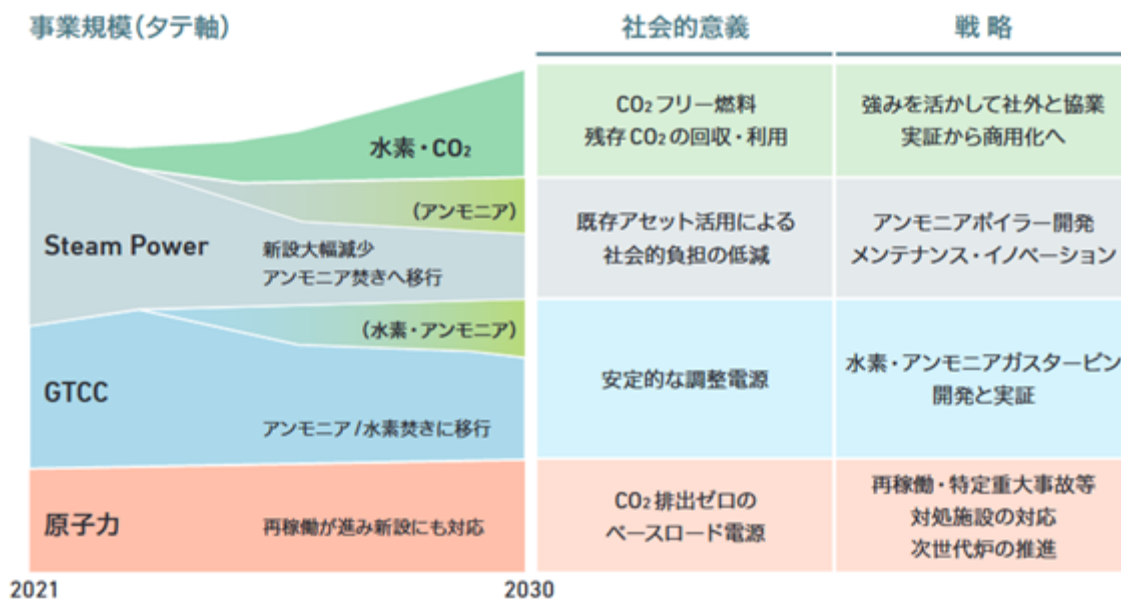 事業規模(タテ軸)
社会的意義
戦 略
水素・CO₂
CO₂フリー燃料
残存CO₂の回収・利用
強みを活かして社外と協業
実証から商用化へ
Steam Power
(アンモニア)
新設大幅減少
アンモニア焚きへ移行
既存アセット活用による
社会的負担の低減
アンモニアボイラー開発
メンテナンス・イノベーション
GTCC
(水素・アンモニア)
アンモニア/水素焚きに移行
安定的な調整電源
水素・アンモニアガスタービン
開発と実証
原子力
再稼働が進み新設にも対応
CO₂排出ゼロの
ベースロード電源
再稼働・特定重大事故等
対処施設の対応
次世代炉の推進
2021
2030